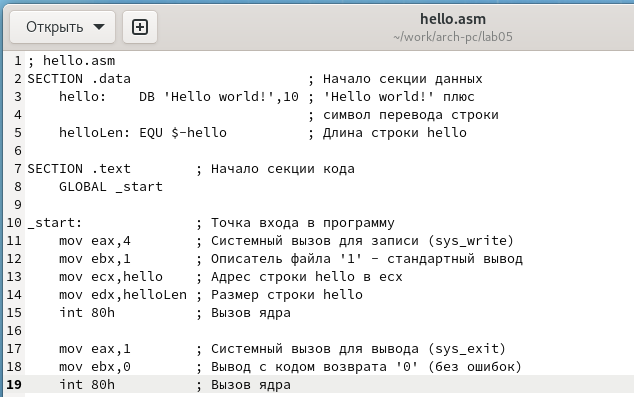 Открыть
hello.asm
~/work/arch-pc/lab05
1 ; hello.asm
2 SECTION .data                      ; Начало секции данных
3     hello:    DB 'Hello world!',10 ; 'Hello world!' плюс
4                                    ; символ перевода строки
5     helloLen: EQU $-hello          ; Длина строки hello
6
7 SECTION .text        ; Начало секции кода
8     GLOBAL _start
9
10 _start:              ; Точка входа в программу
11     mov eax,4        ; Системный вызов для записи (sys_write)
12     mov ebx,1        ; Описатель файла '1' - стандартный вывод
13     mov ecx,hello    ; Адрес строки hello в ecx
14     mov edx,helloLen ; Размер строки hello
15     int 80h          ; Вызов ядра
16
17     mov eax,1        ; Системный вызов для вывода (sys_exit)
18     mov ebx,0        ; Вывод с кодом возврата '0' (без ошибок)
19     int 80h          ; Вызов ядра